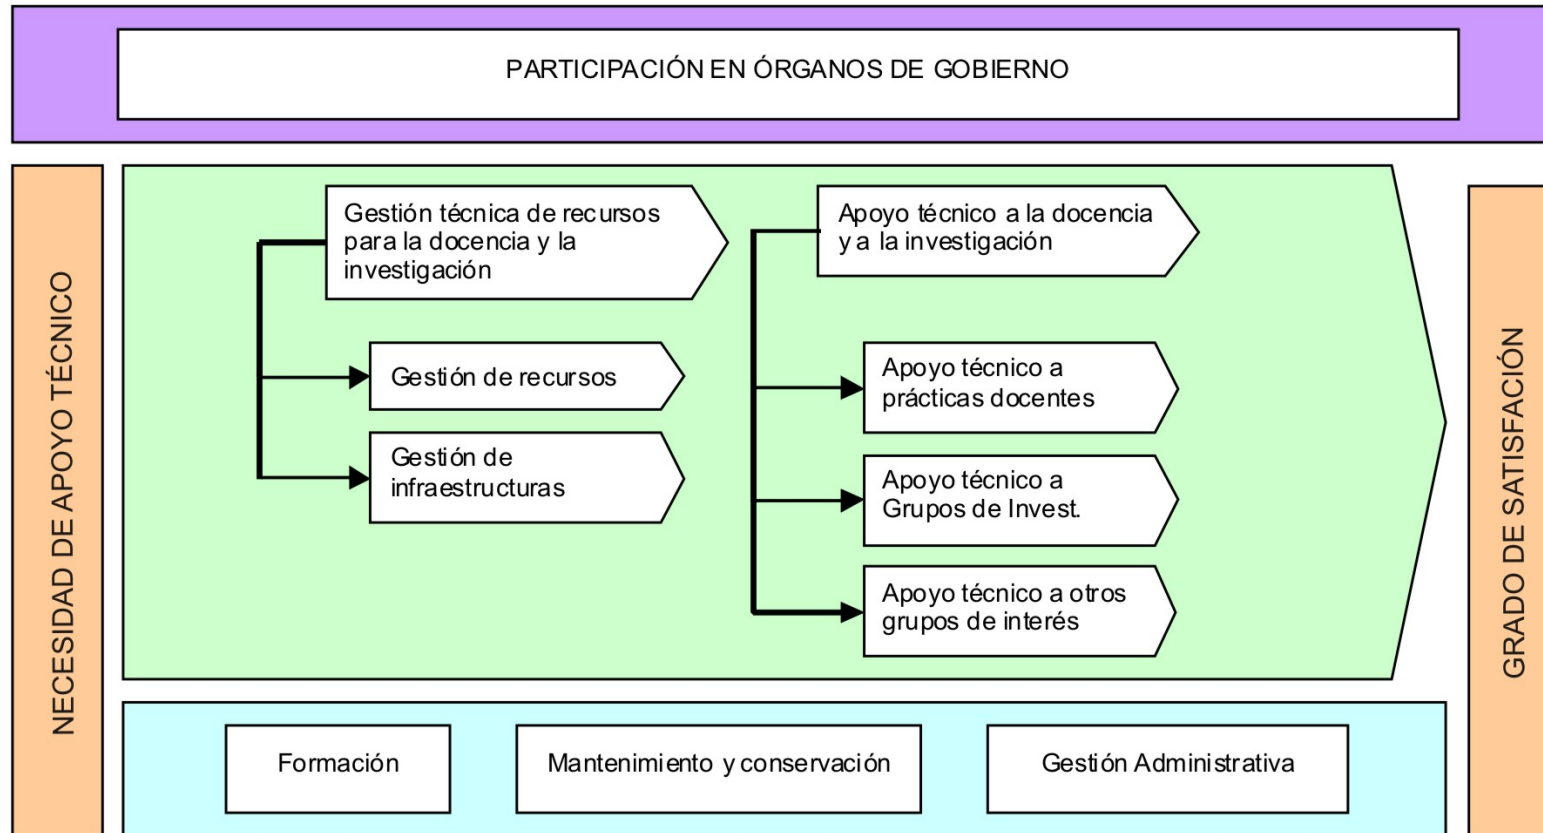 PARTICIPACIÓN EN ÓRGANOS DE GOBIERNO
NECESIDAD DE APOYO TÉCNICO
Gestión técnica de recursos
para la docencia y la
investigación
Gestión de recursos
Gestión de
infraestructuras
Apoyo técnico a la docencia
y a la investigación
Apoyo técnico a
prácticas docentes
Apoyo técnico a
Grupos de Invest.
Apoyo técnico a otros
grupos de interés
GRADO DE SATISFACCIÓN
Formación
Mantenimiento y conservación
Gestión Administrativa